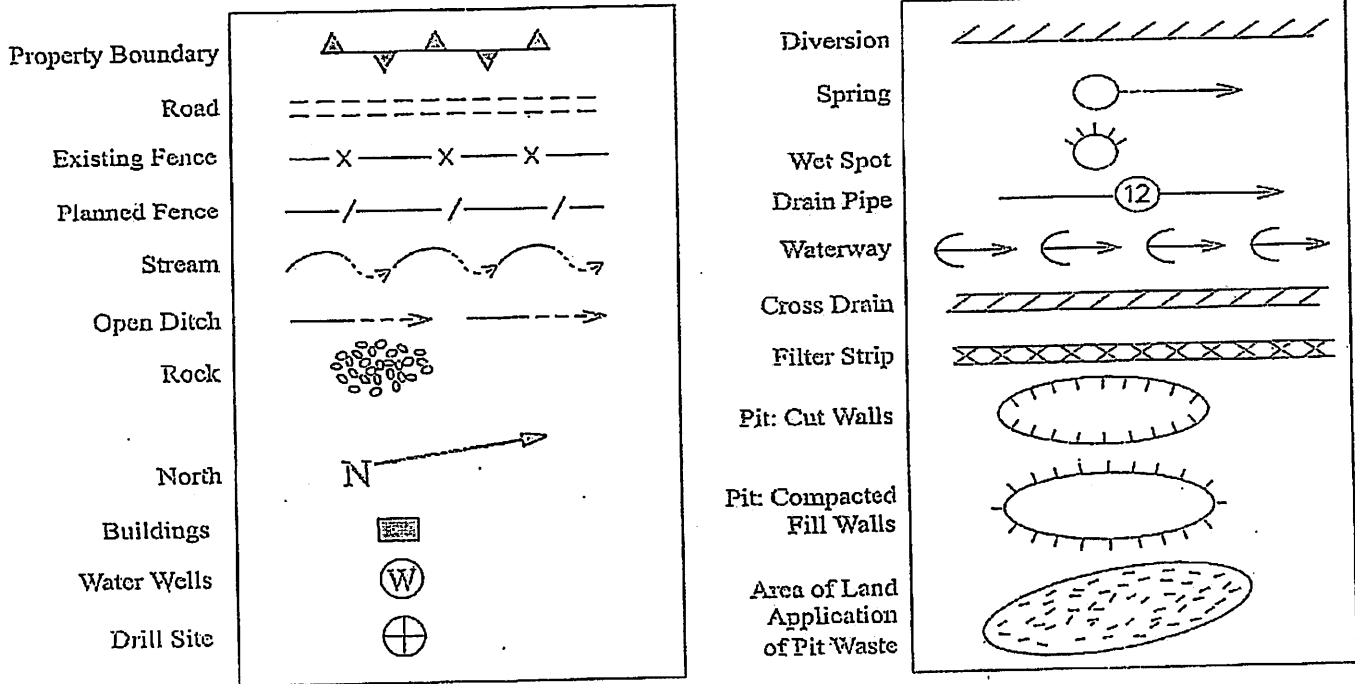 Property Boundary
Road
Existing Fence
Planned Fence
Stream
Open Ditch
Rock
North
N
Buildings
Water Wells
W
Drill Site
Diversion
Spring
Wet Spot
Drain Pipe
12
Waterway
Cross Drain
Filter Strip
Pit: Cut Walls
Pit: Compacted
Fill Walls
Area of Land
Application
of Pit Waste